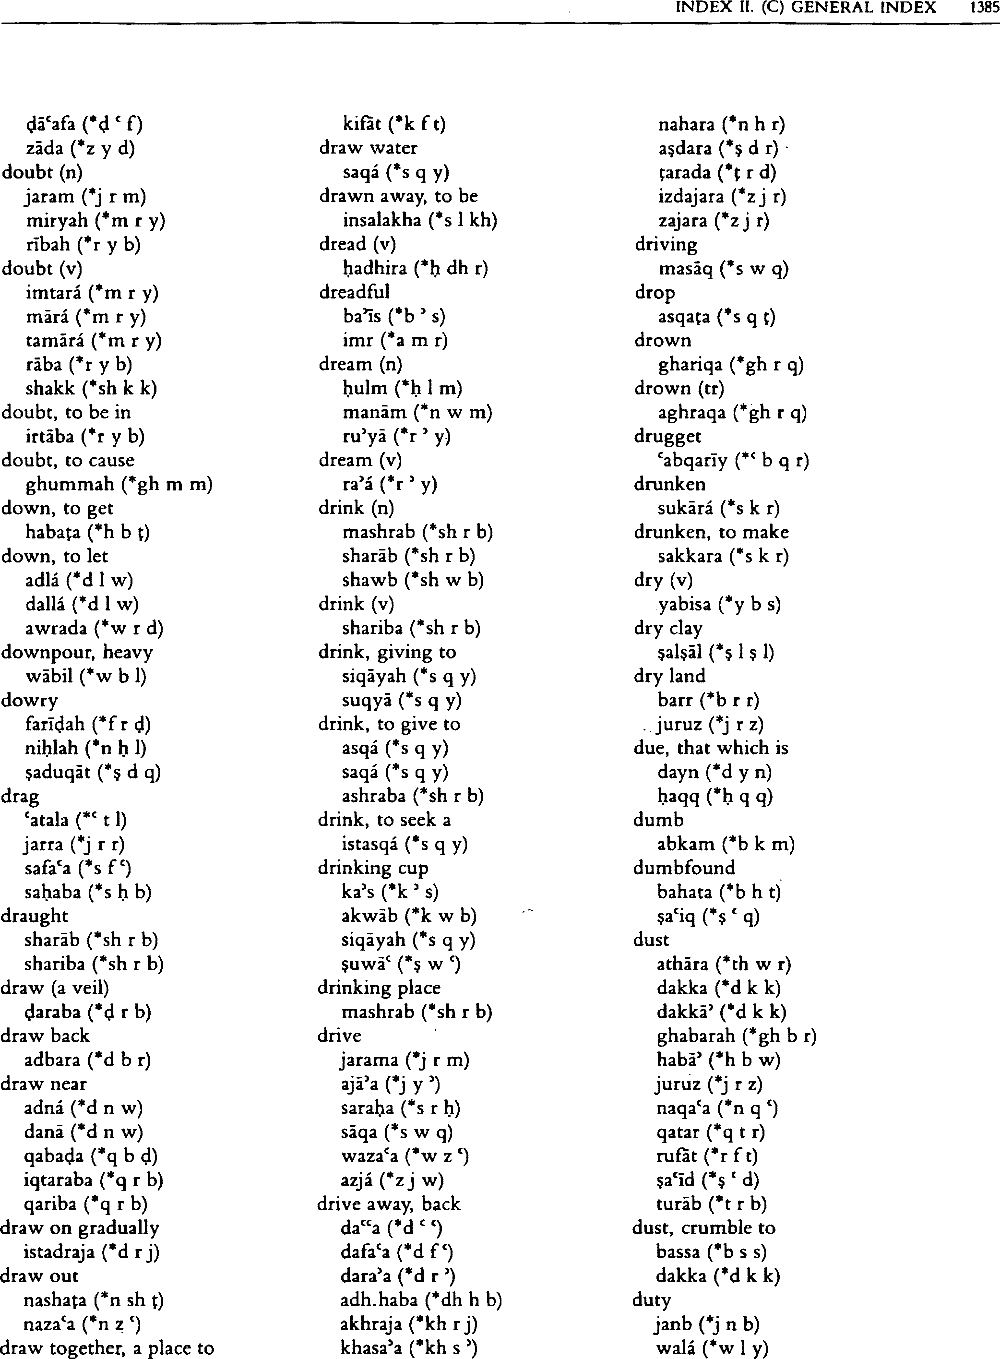 INDEX II. (C) GENERAL INDEX 1385
ḍāʿafa (*ḍ ʿ f)
zāda (*z y d)
doubt (n)
jaram (*j r m)
miryah (*m r y)
rībah (*r y b)
doubt (v)
imtará (*m r y)
mārá (*m r y)
tamārá (*m r y)
rāba (*r y b)
shakk (*sh k k)
doubt, to be in
irtāba (*r y b)
doubt, to cause
ghummah (*gh m m)
down, to get
habaṭa (*h b ṭ)
down, to let
adlá (*d l w)
dallá (*d l w)
awrada (*w r d)
downpour, heavy
wābil (*w b l)
dowry
farīḍah (*f r ḍ)
niḥlah (*n ḥ l)
ṣaduqāt (*ṣ d q)
drag
ʿatala (*ʿ t l)
jarra (*j r r)
safaʿa (*s f ʿ)
saḥaba (*s ḥ b)
draught
sharāb (*sh r b)
shariba (*sh r b)
draw (a veil)
ḍaraba (*ḍ r b)
draw back
adbara (*d b r)
draw near
adná (*d n w)
danā (*d n w)
qabaḍa (*q b ḍ)
iqtaraba (*q r b)
qariba (*q r b)
draw on gradually
istadraja (*d r j)
draw out
nashaṭa (*n sh ṭ)
nazaʿa (*n z ʿ)
draw together, a place to
kifāt (*k f t)
draw water
saqá (*s q y)
drawn away, to be
insalakha (*s l kh)
dread (v)
ḥadhira (*ḥ dh r)
dreadful
baʾīs (*b ʾ s)
imr (*a m r)
dream (n)
ḥulm (*ḥ l m)
manām (*n w m)
ruʾyā (*r ʾ y)
dream (v)
raʾá (*r ʾ y)
drink (n)
mashrab (*sh r b)
sharāb (*sh r b)
shawb (*sh w b)
drink (v)
shariba (*sh r b)
drink, giving to
siqāyah (*s q y)
suqyā (*s q y)
drink, to give to
asqá (*s q y)
saqá (*s q y)
ashraba (*sh r b)
drink, to seek a
istasqá (*s q y)
drinking cup
kaʾs (*k ʾ s)
akwāb (*k w b)
siqāyah (*s q y)
ṣuwāʿ (*ṣ w ʿ)
drinking place
mashrab (*sh r b)
drive
jarama (*j r m)
ajāʾa (*j y ʾ)
saraḥa (*s r ḥ)
sāqa (*s w q)
wazaʿa (*w z ʿ)
azjá (*z j w)
drive away, back
daʿʿa (*d ʿ ʿ)
dafaʿa (*d f ʿ)
daraʾa (*d r ʾ)
adh.haba (*dh h b)
akhraja (*kh r j)
khasaʾa (*kh s ʾ)
nahara (*n h r)
aṣdara (*ṣ d r)
ṭarada (*ṭ r d)
izdajara (*z j r)
zajara (*z j r)
driving
masāq (*s w q)
drop
asqaṭa (*s q ṭ)
drown
ghariqa (*gh r q)
drown (tr)
aghraqa (*gh r q)
drugget
ʿabqarīy (*ʿ b q r)
drunken
sukārá (*s k r)
drunken, to make
sakkara (*s k r)
dry (v)
yabisa (*y b s)
dry clay
ṣalṣāl (*ṣ l ṣ l)
dry land
barr (*b r r)
juruz (*j r z)
due, that which is
dayn (*d y n)
ḥaqq (*ḥ q q)
dumb
abkam (*b k m)
dumbfound
bahata (*b h t)
ṣaʿiq (*ṣ ʿ q)
dust
athāra (*th w r)
dakka (*d k k)
dakkāʾ (*d k k)
ghabarah (*gh b r)
habāʾ (*h b w)
juruz (*j r z)
naqaʿa (*n q ʿ)
qatar (*q t r)
rufāt (*r f t)
ṣaʿīd (*ṣ ʿ d)
turāb (*t r b)
dust, crumble to
bassa (*b s s)
dakka (*d k k)
duty
janb (*j n b)
walá (*w l y)